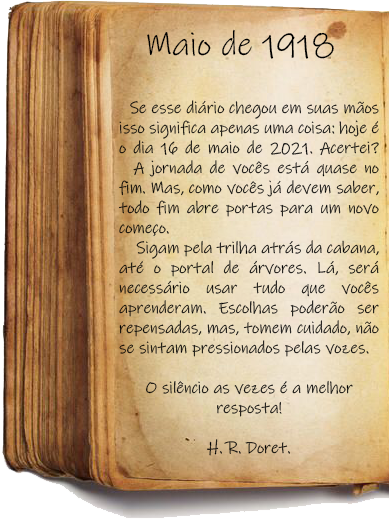 Maio de 1918
Se esse diário chegou em suas mãos
isso significa apenas uma coisa: hoje é
o dia 16 de maio de 2021. Acertei?
A jornada de vocês está quase no
fim. Mas, como vocês já devem saber,
todo fim abre portas para um novo
começo.
Sigam pela trilha atrás da cabana,
até o portal de árvores. Lá, será
necessário usar tudo que vocês
aprenderam. Escolhas poderão ser
repensadas, mas, tomem cuidado, não
se sintam pressionados pelas vozes.
O silêncio as vezes é a melhor
resposta!
H. R. Doret.